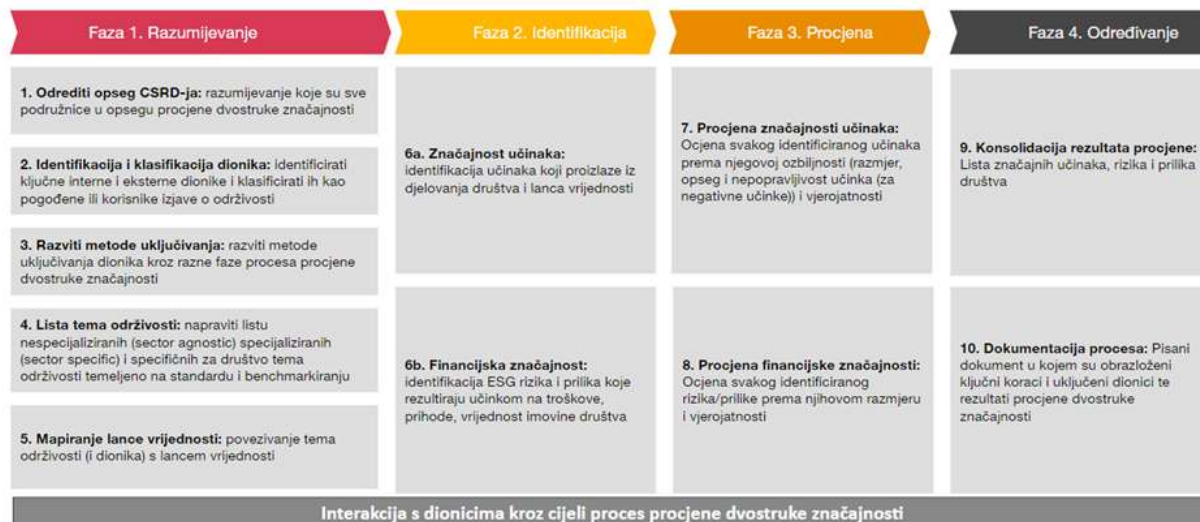 Faza 1. Razumijevanje
Faza 2. Identifikacija
Faza 3. Procjena
Faza 4. Određivanje
1. Odrediti opseg CSRD-ja: razumijevanje koje su sve
podružnice u opsegu procjene dvostruke značajnosti
2. Identifikacija i klasifikacija dionika: identificirati
ključne interne i eksterne dionike i klasificirati ih kao
pogođene ili korisnike izjave o održivosti
3. Razviti metode uključivanja: razviti metode
uključivanja dionika kroz razne faze procesa procjene
dvostruke značajnosti
4. Lista tema održivosti: napraviti listu
nespecijaliziranih (sector agnostic) specijaliziranih
(sector specific) i specifičnih za društvo tema
održivosti temeljeno na standardu i benchmarkiranju
5. Mapiranje lance vrijednosti: povezivanje tema
održivosti (i dionika) s lancem vrijednosti
6a. Značajnost učinaka:
identifikacija učinaka koji proizlaze iz
djelovanja društva i lanca vrijednosti
6b. Financijska značajnost:
identifikacija ESG rizika i prilika koje
rezultiraju učinkom na troškove,
prihode, vrijednost imovine društva
7. Procjena značajnosti učinaka:
Ocjena svakog identificiranog učinaka
prema njegovoj ozbiljnosti (razmjer,
opseg i nepopravljivost učinka (za
negativne učinke)) i vjerojatnosti
8. Procjena financijske značajnosti:
Ocjena svakog identificiranog
rizika/prilike prema njihovom razmjeru
i vjerojatnosti
9. Konsolidacija rezultata procjene:
Lista značajnih učinaka, rizika i prilika
društva
10. Dokumentacija procesa: Pisani
dokument u kojem su obrazloženi
ključni koraci i uključeni dionici te
rezultati procjene dvostruke
značajnosti
Interakcija s dionicima kroz cijeli proces procjene dvostruke značajnosti